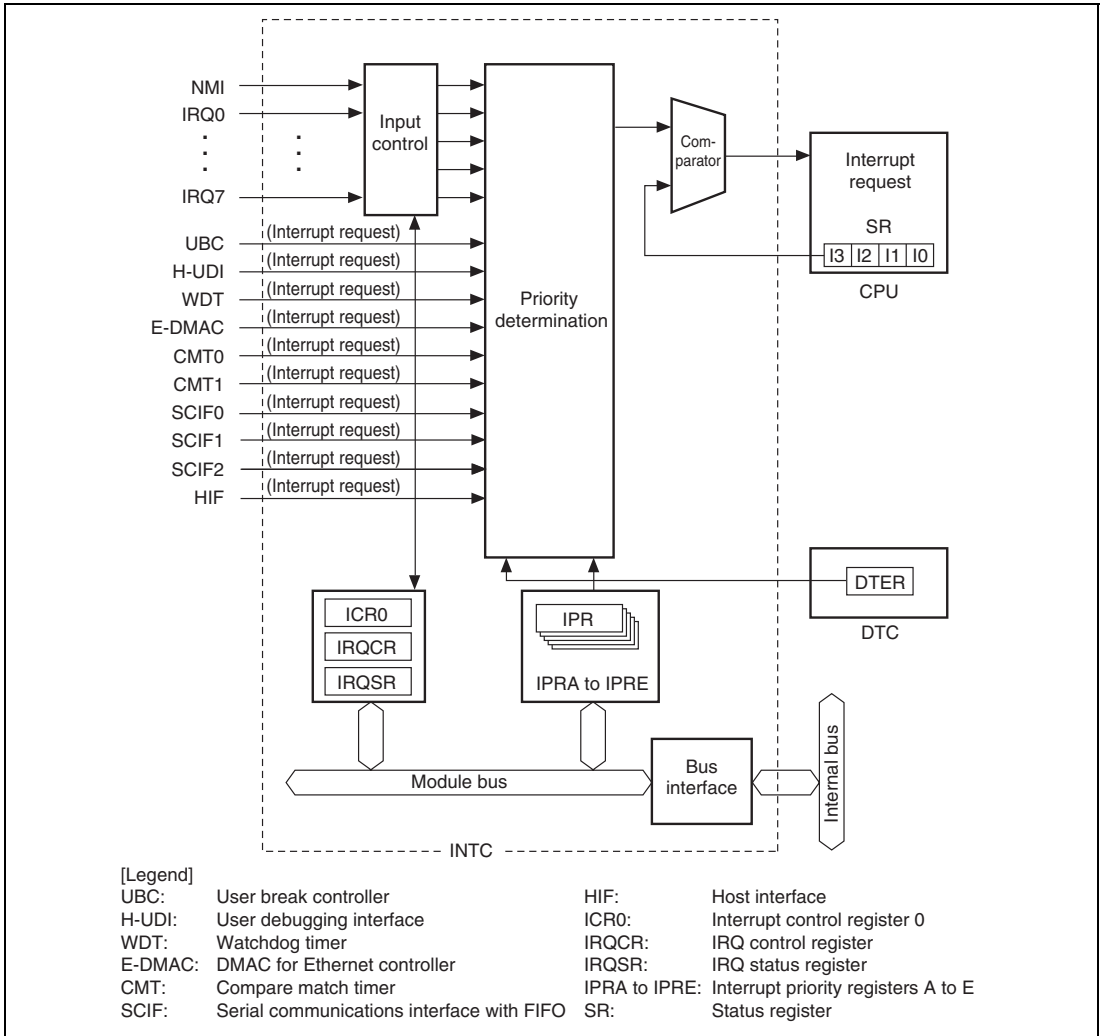 NMI
IRQ0
IRQ7
Input
control
UBC (Interrupt request)
H-UDI (Interrupt request)
WDT (Interrupt request)
E-DMAC (Interrupt request)
CMT0 (Interrupt request)
CMT1 (Interrupt request)
SCIF0 (Interrupt request)
SCIF1 (Interrupt request)
SCIF2 (Interrupt request)
HIF (Interrupt request)
Priority
determination
Com-
parator
Interrupt
request
SR
I3 I2 I1 I0
CPU
DTER
DTC
ICR0
IRQCR
IRQSR
IPR
IPRA to IPRE
Module bus
Bus
interface
Internal bus
INTC
[Legend]
UBC: User break controller
H-UDI: User debugging interface
WDT: Watchdog timer
E-DMAC: DMAC for Ethernet controller
CMT: Compare match timer
SCIF: Serial communications interface with FIFO
HIF: Host interface
ICR0: Interrupt control register 0
IRQCR: IRQ control register
IRQSR: IRQ status register
IPRA to IPRE: Interrupt priority registers A to E
SR: Status register